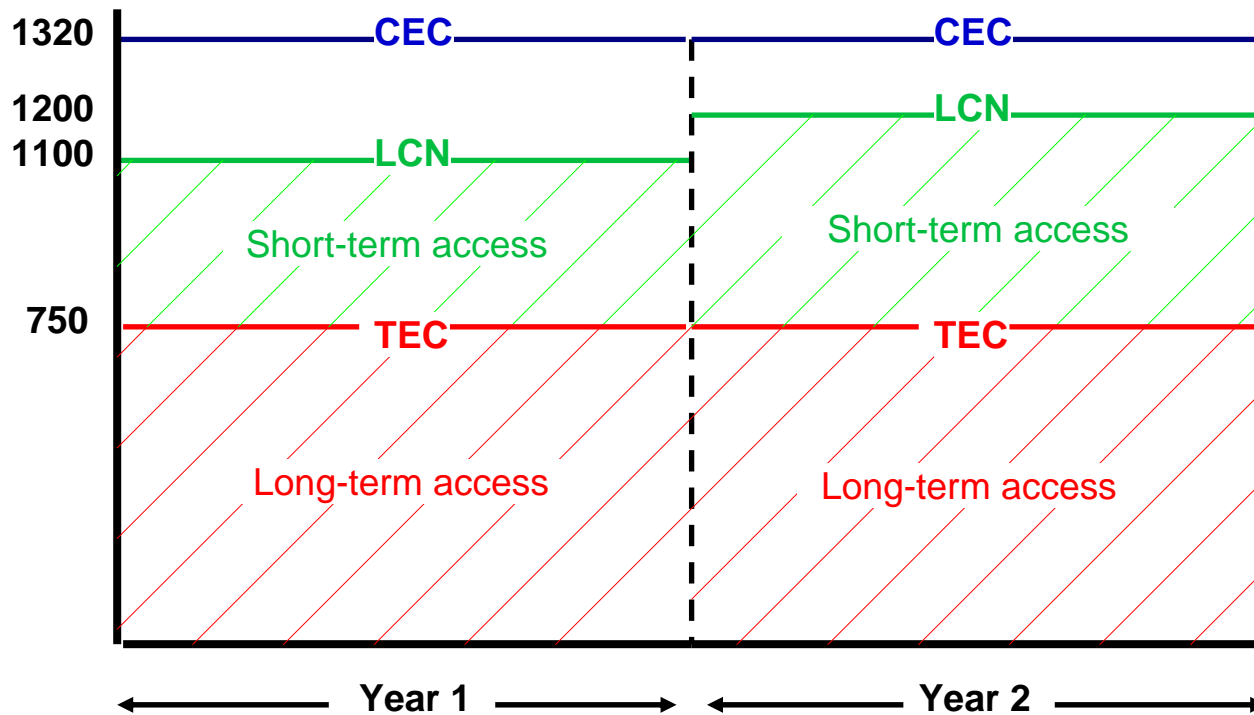 1320 CEC CEC
1200 LCN
1100 LCN
Short-term access Short-term access
750 TEC TEC
Long-term access Long-term access
Year 1 Year 2